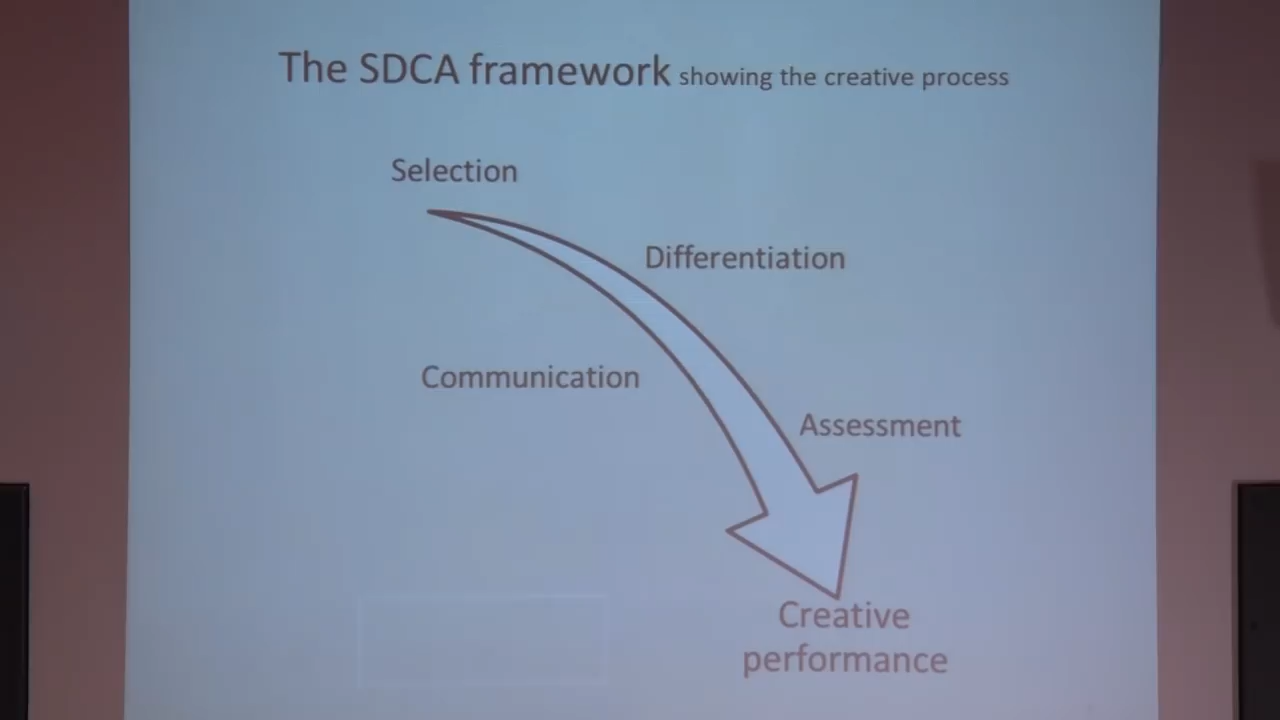 The SDCA framework showing the creative process
Selection
Differentiation
Communication
Assessment
Creative
performance